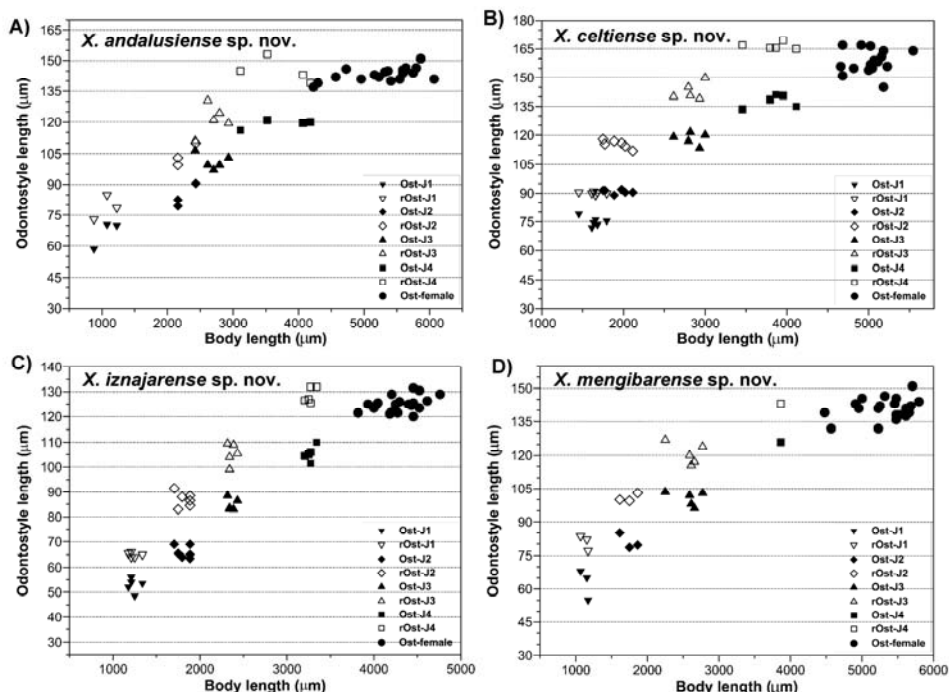 A)
X. andalusiense sp. nov.
Odontostyle length (μm)
165
150
135
120
105
90
75
60
45
30
Ost-J1
rOst-J1
Ost-J2
rOst-J2
Ost-J3
rOst-J3
Ost-J4
rOst-J4
Ost-female
1000 2000 3000 4000 5000 6000
Body length (μm)
B)
X. celtiense sp. nov.
Odontostyle length (μm)
180
165
150
135
120
105
90
75
60
45
30
Ost-J1
rOst-J1
Ost-J2
rOst-J2
Ost-J3
rOst-J3
Ost-J4
rOst-J4
Ost-female
1000 2000 3000 4000 5000 6000
Body length (μm)
C)
X. iznajarense sp. nov.
Odontostyle length (μm)
140
130
120
110
100
90
80
70
60
50
40
30
Ost-J1
rOst-J1
Ost-J2
rOst-J2
Ost-J3
rOst-J3
Ost-J4
rOst-J4
Ost-female
1000 2000 3000 4000 5000
Body length (μm)
D)
X. mengibarense sp. nov.
Odontostyle length (μm)
150
135
120
105
90
75
60
45
30
Ost-J1
rOst-J1
Ost-J2
rOst-J2
Ost-J3
rOst-J3
Ost-J4
rOst-J4
Ost-female
1000 2000 3000 4000 5000 6000
Body length (μm)